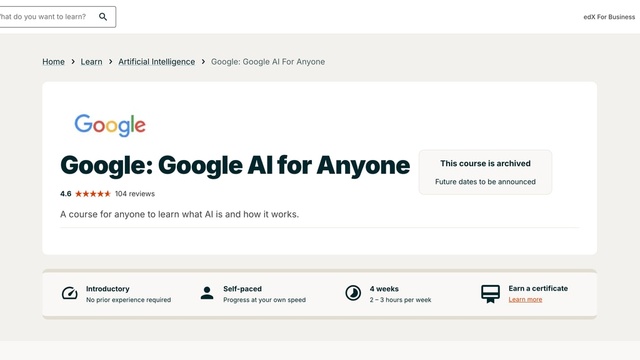 What do you want to learn?
edX For Business
Home > Learn > Artificial Intelligence > Google: Google AI For Anyone
Google
Google: Google AI for Anyone
This course is archived
Future dates to be announced
4.6 ★★★★★ 104 reviews
A course for anyone to learn what AI is and how it works.
Introductory
No prior experience required
Self-paced
Progress at your own speed
4 weeks
2 – 3 hours per week
Earn a certificate
Learn more